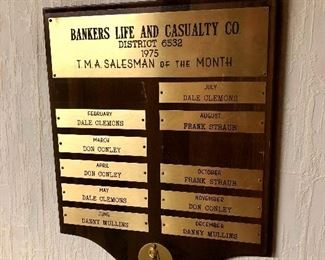 BANKERS LIFE AND CASUALTY CO.
DISTRICT 6532
1975
T.M.A. SALESMAN OF THE MONTH
FEBRUARY
DALE CLEMONS
MARCH
DON CONLEY
APRIL
DON CONLEY
MAY
DALE CLEMONS
JUNE
DANNY MULLINS
JULY
DALE CLEMONS
AUGUST
FRANK STRAUB
OCTOBER
FRANK STRAUB
NOVEMBER
DON CONLEY
DECEMBER
DANNY MULLINS